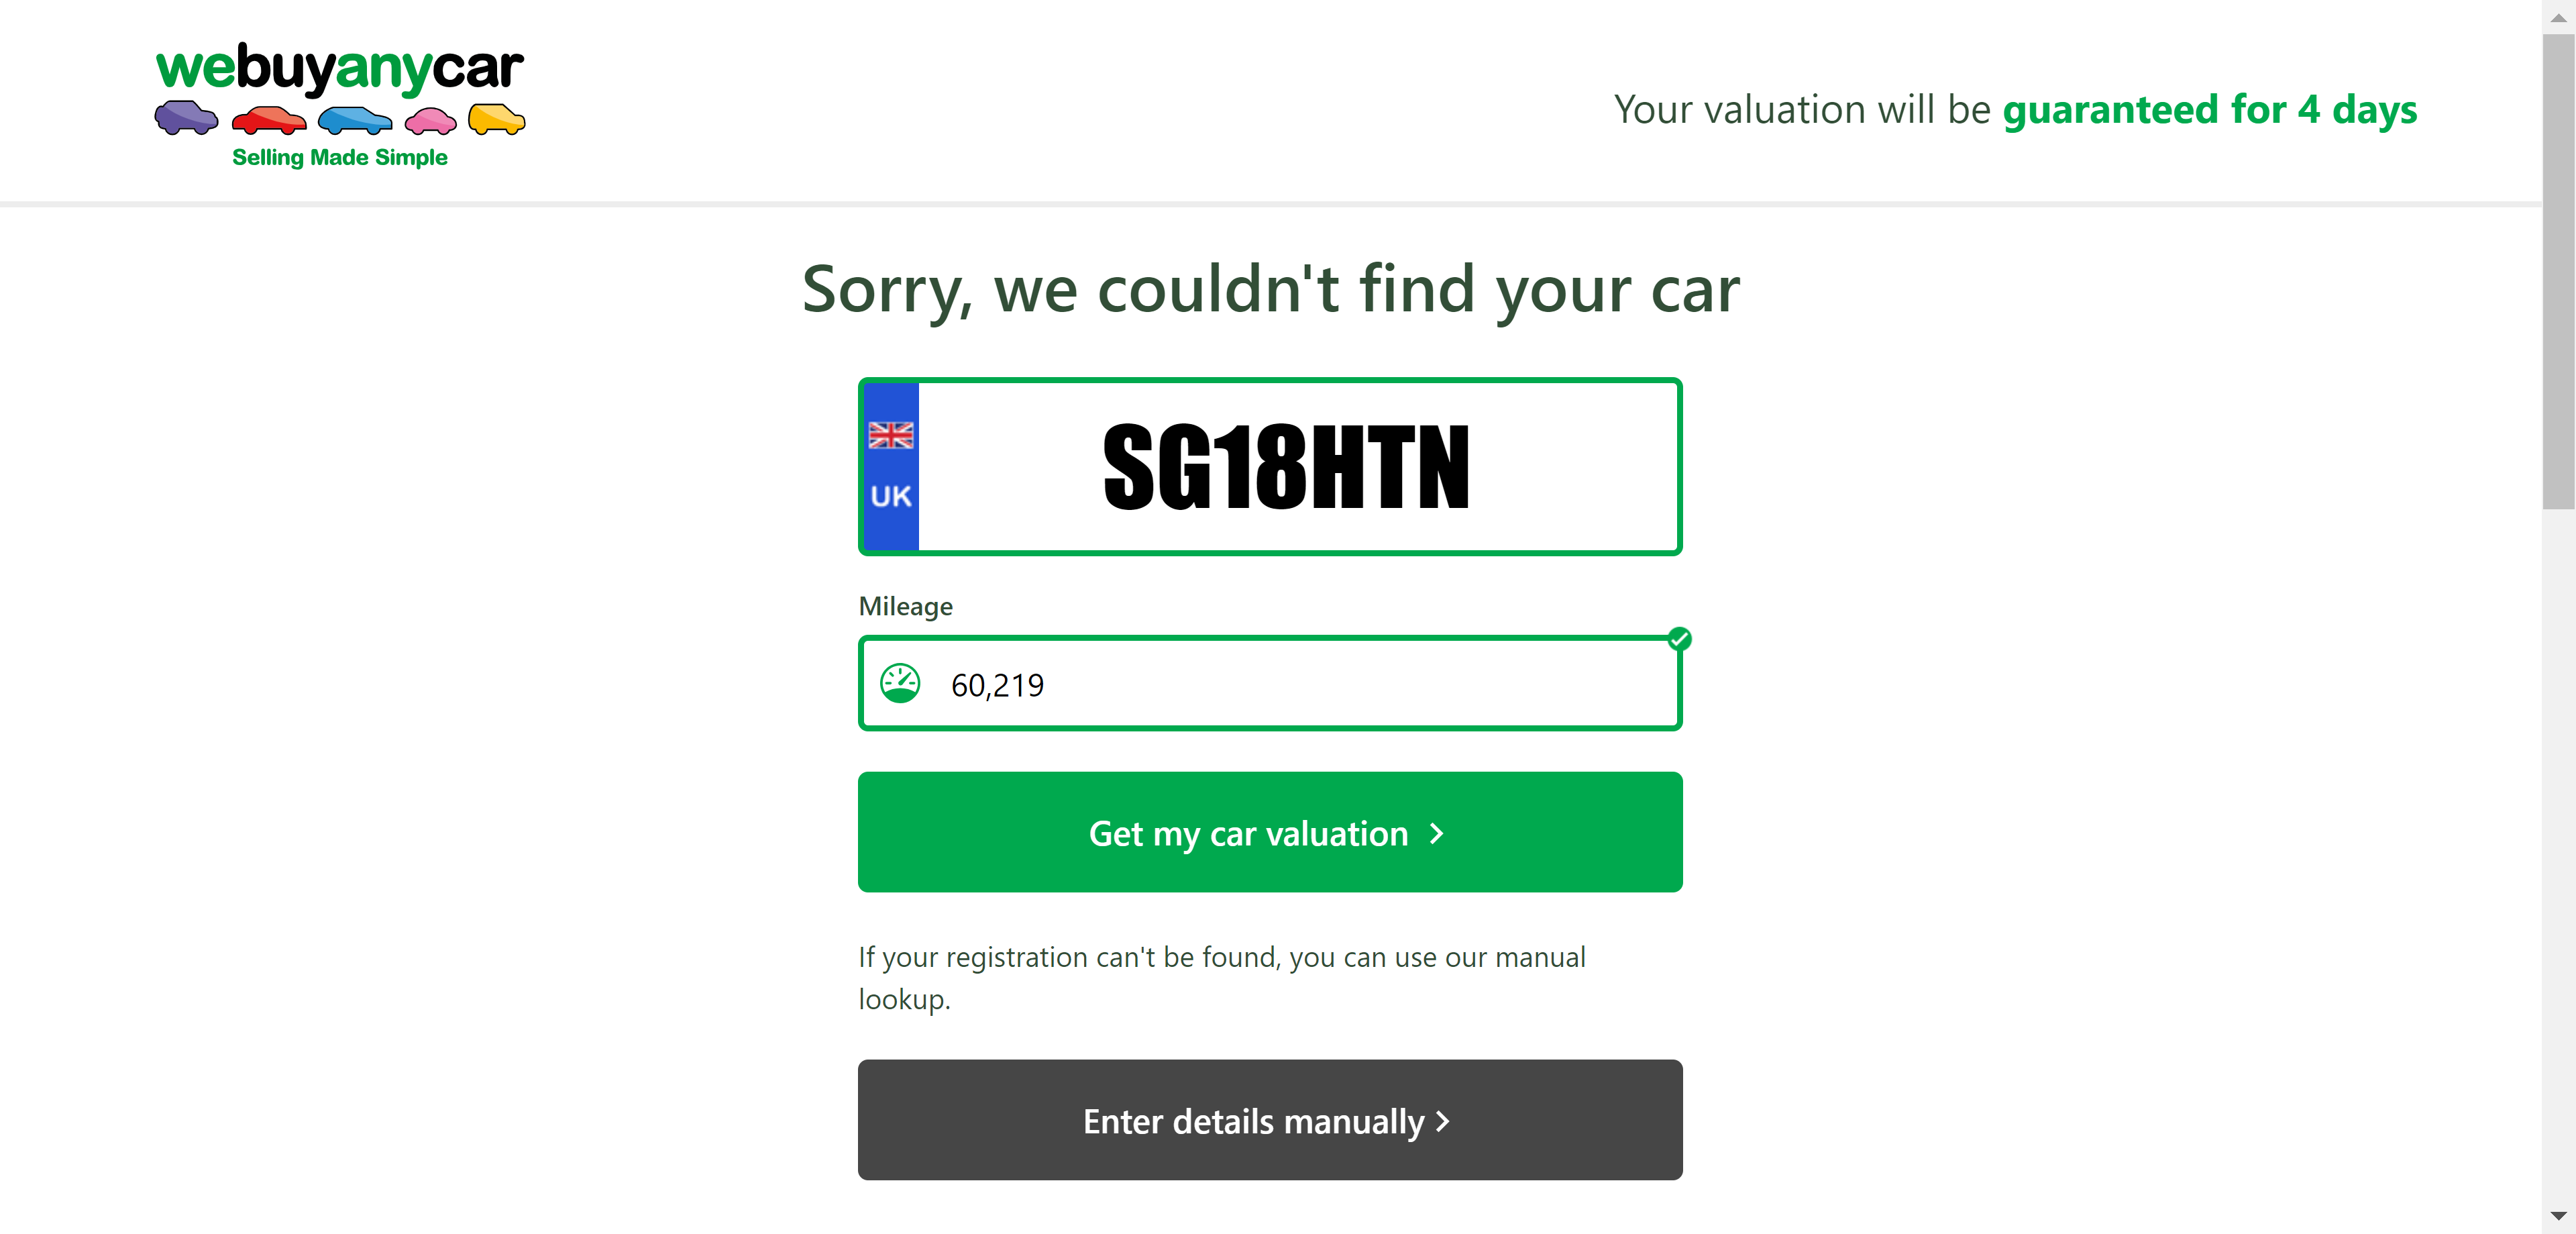 webuyanycar
Selling Made Simple
Your valuation will be guaranteed for 4 days
Sorry, we couldn't find your car
UK
SG18HTN
Mileage
60,219
Get my car valuation
If your registration can't be found, you can use our manual
lookup.
Enter details manually